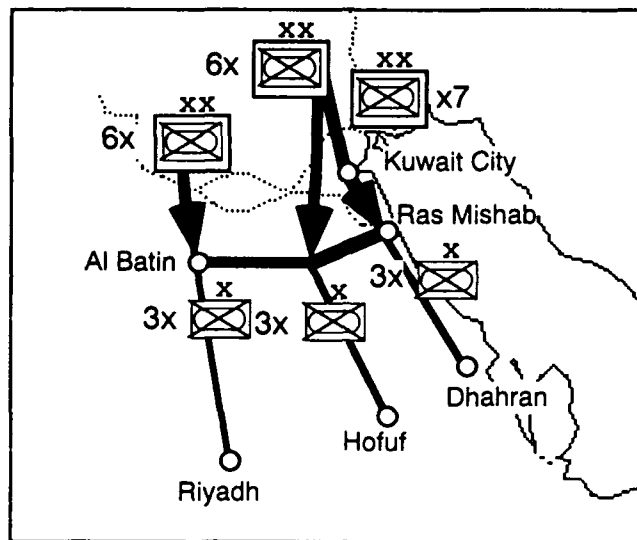 xx
6x
xx
x7
xx
6x
Kuwait City
Ras Mishab
Al Batin
3x
x
x
3x
x
3x
Dhahran
Hofuf
Riyadh